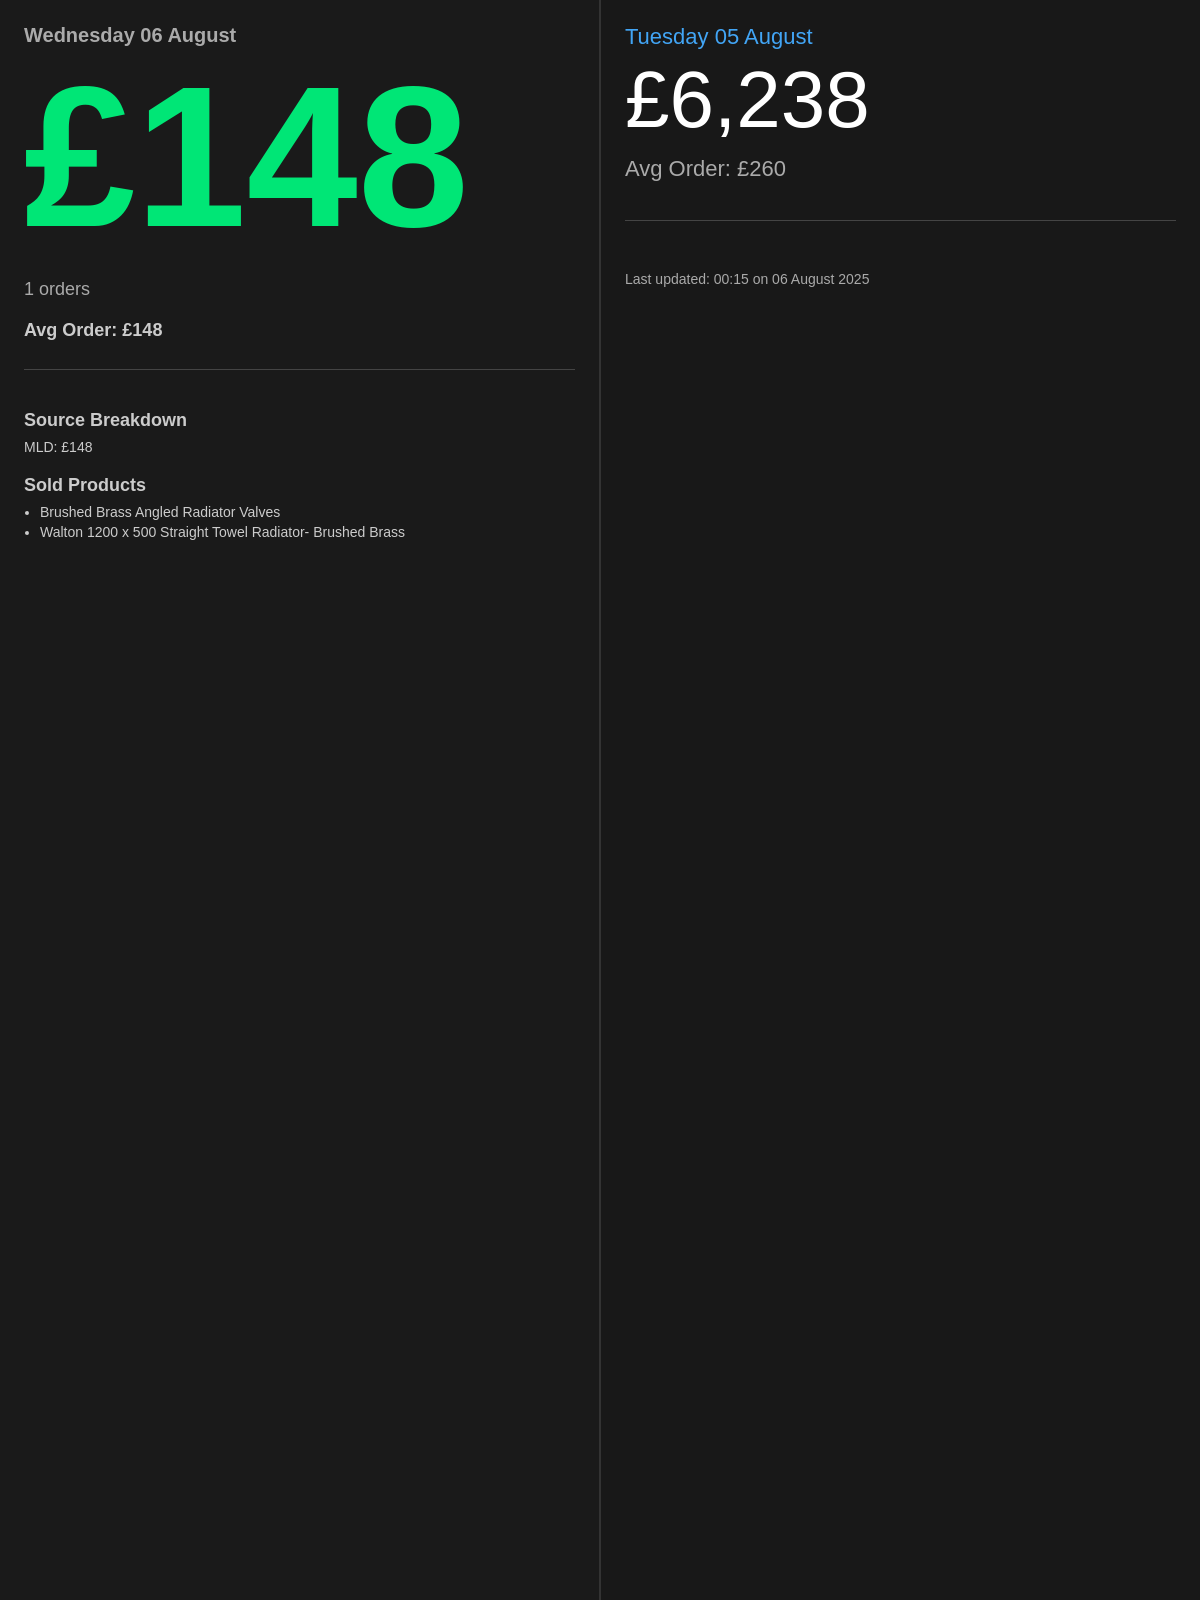 Wednesday 06 August
£148
1 orders
Avg Order: £148
Source Breakdown
MLD: £148
Sold Products
• Brushed Brass Angled Radiator Valves
• Walton 1200 x 500 Straight Towel Radiator- Brushed Brass
Tuesday 05 August
£6,238
Avg Order: £260
Last updated: 00:15 on 06 August 2025